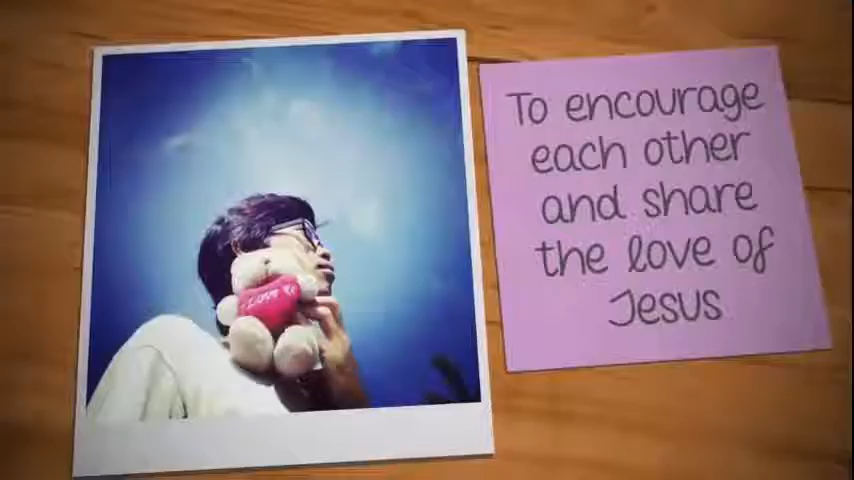 LOVE
To encourage
each other
and share
the love of
Jesus